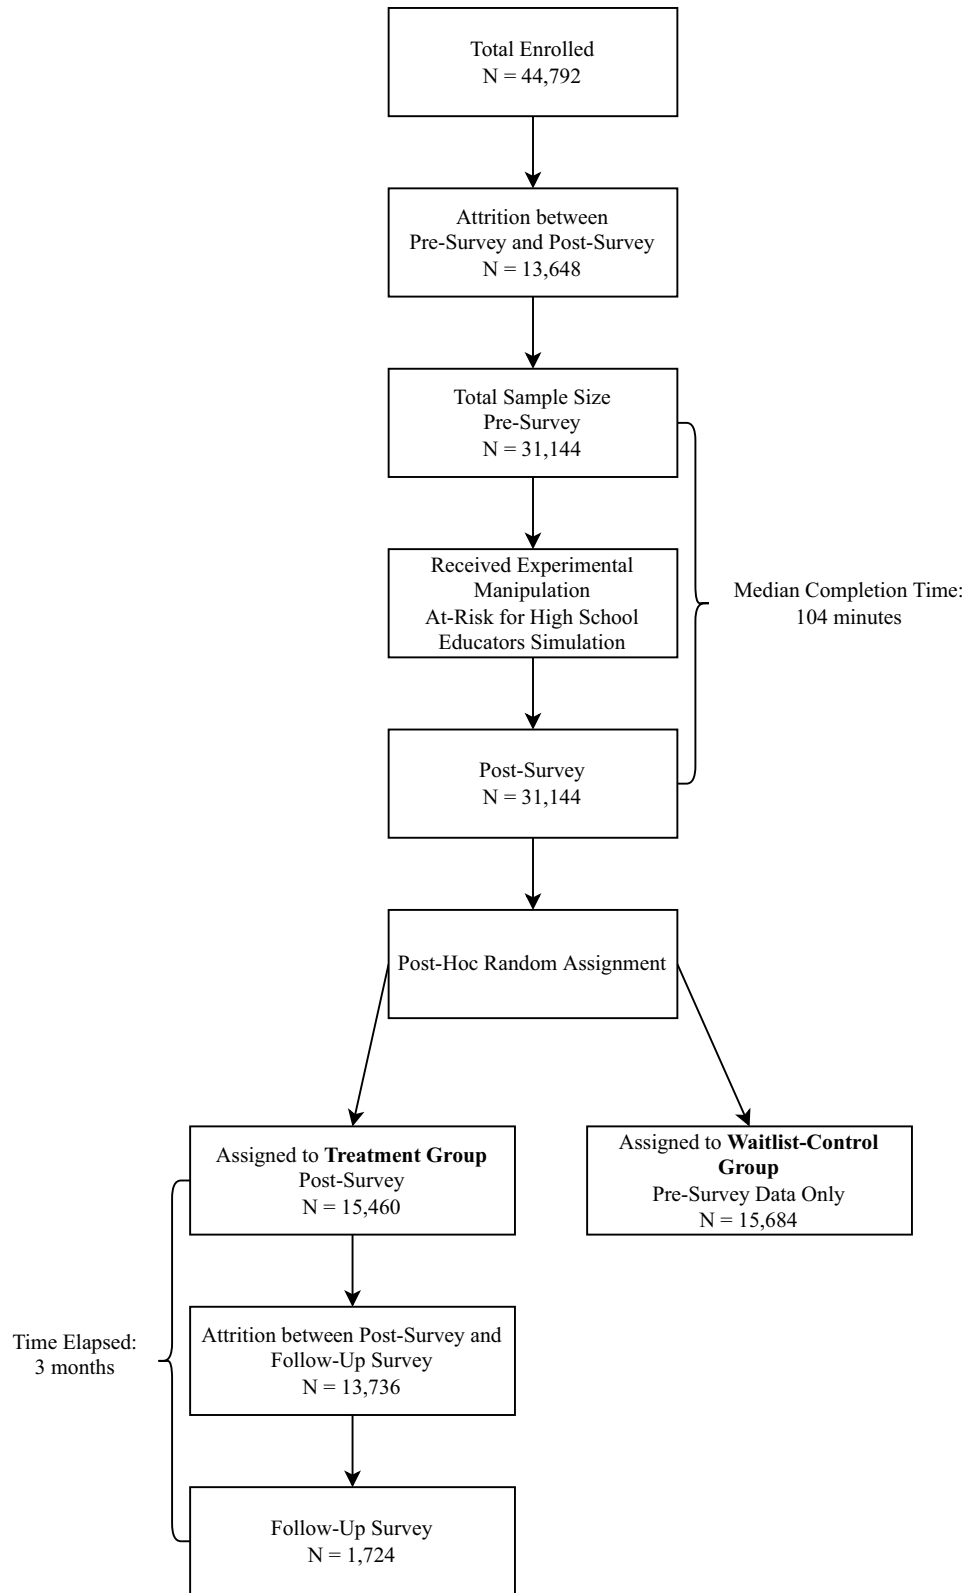 Total Enrolled
N = 44,792
Attrition between
Pre-Survey and Post-Survey
N = 13,648
Total Sample Size
Pre-Survey
N = 31,144
Received Experimental
Manipulation
At-Risk for High School
Educators Simulation
Median Completion Time:
104 minutes
Post-Survey
N = 31,144
Post-Hoc Random Assignment
Assigned to Treatment Group
Post-Survey
N = 15,460
Assigned to Waitlist-Control
Group
Pre-Survey Data Only
N = 15,684
Time Elapsed:
3 months
Attrition between Post-Survey and
Follow-Up Survey
N = 13,736
Follow-Up Survey
N = 1,724